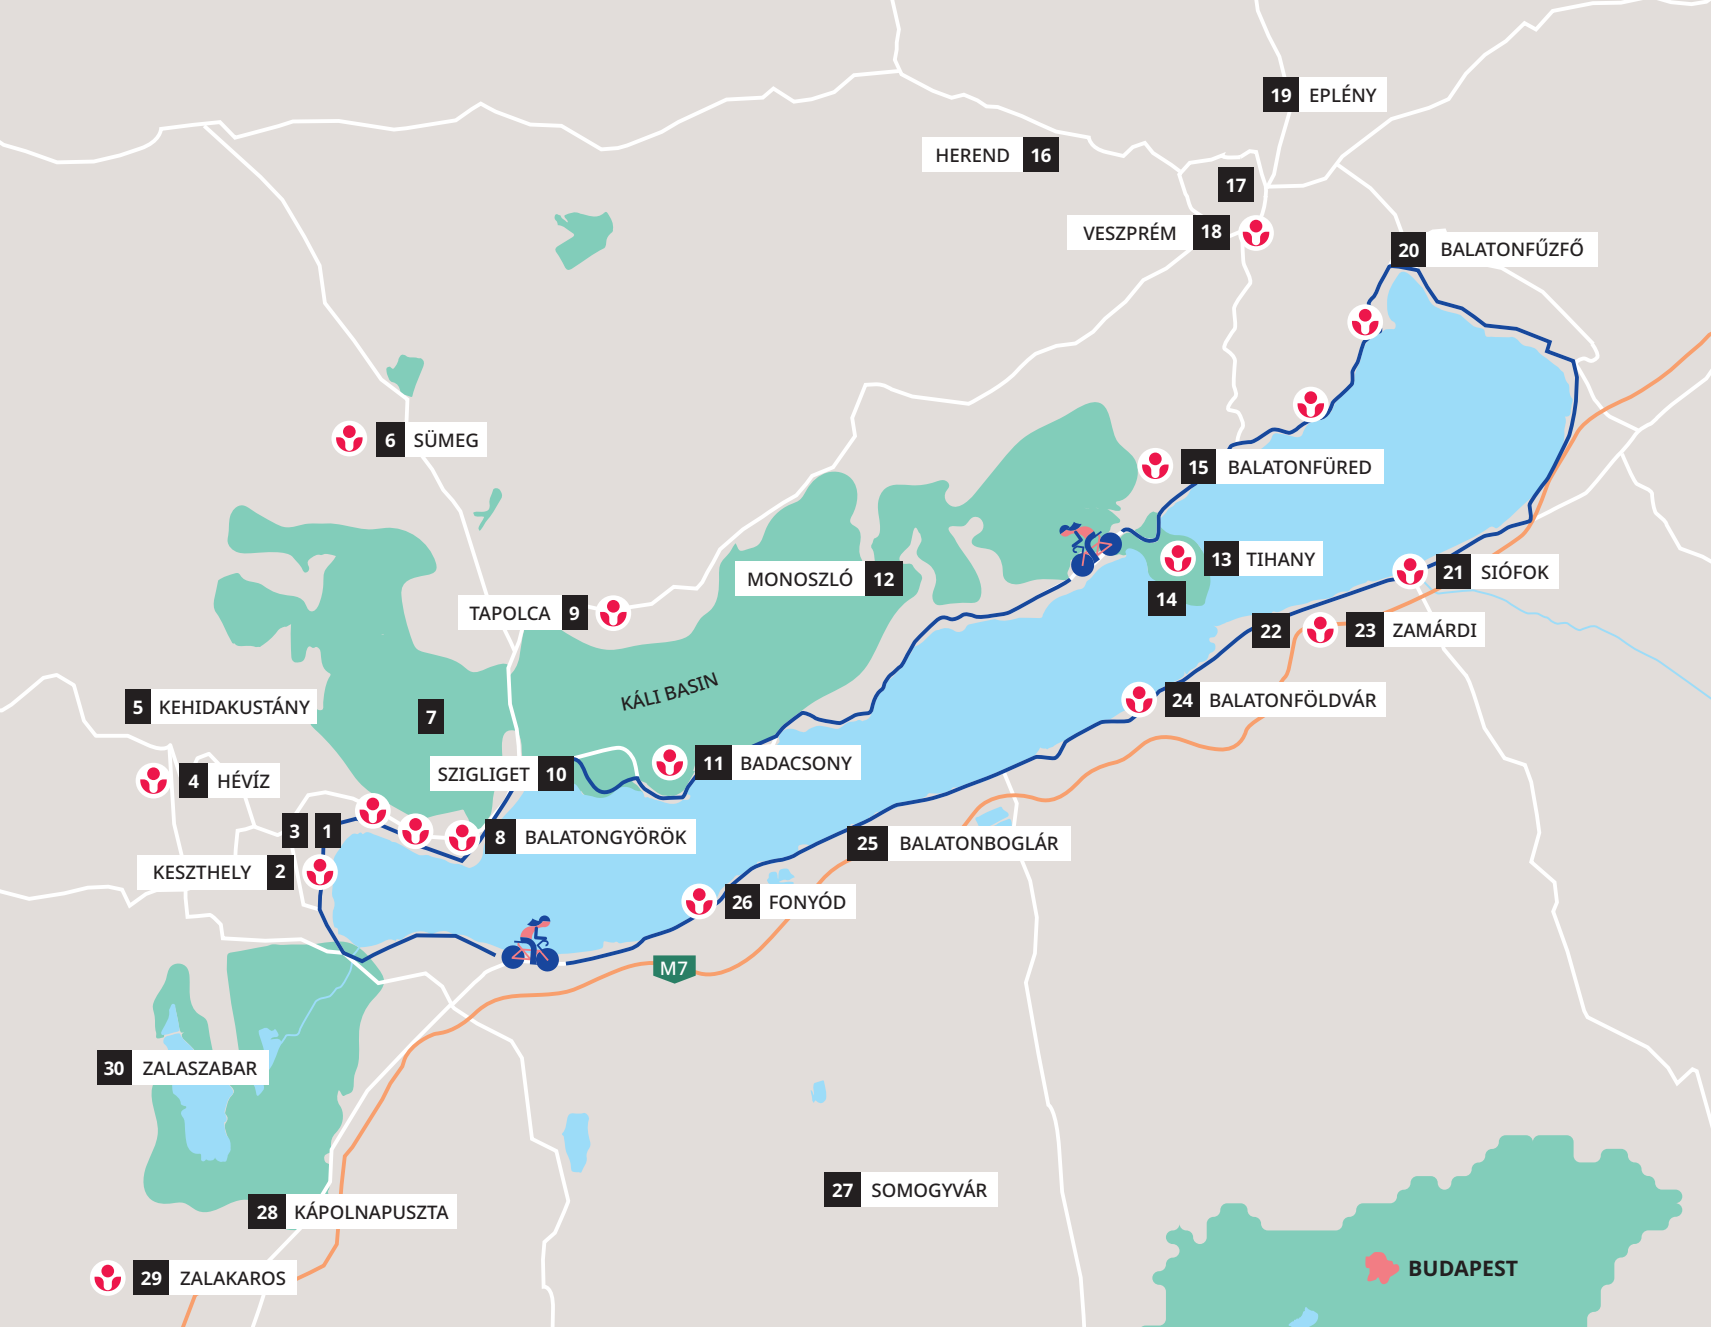 19 EPLÉNY
HEREND 16
17
VESZPRÉM 18
20 BALATONFŰZFŐ
6 SÜMEG
15 BALATONFÜRED
13 TIHANY
21 SIÓFOK
MONOSZLÓ 12
14
TAPOLCA 9
22
23 ZAMÁRDI
KÁLI BASIN
24 BALATONFÖLDVÁR
5 KEHIDAKUSTÁNY
7
11 BADACSONY
SZIGLIGET 10
4 HÉVÍZ
3 1
8 BALATONGYÖRÖK
25 BALATONBOGLÁR
KESZTHELY 2
26 FONYÓD
M7
30 ZALASZABAR
27 SOMOGYVÁR
28 KÁPOLNAPUSZTA
BUDAPEST
29 ZALAKAROS